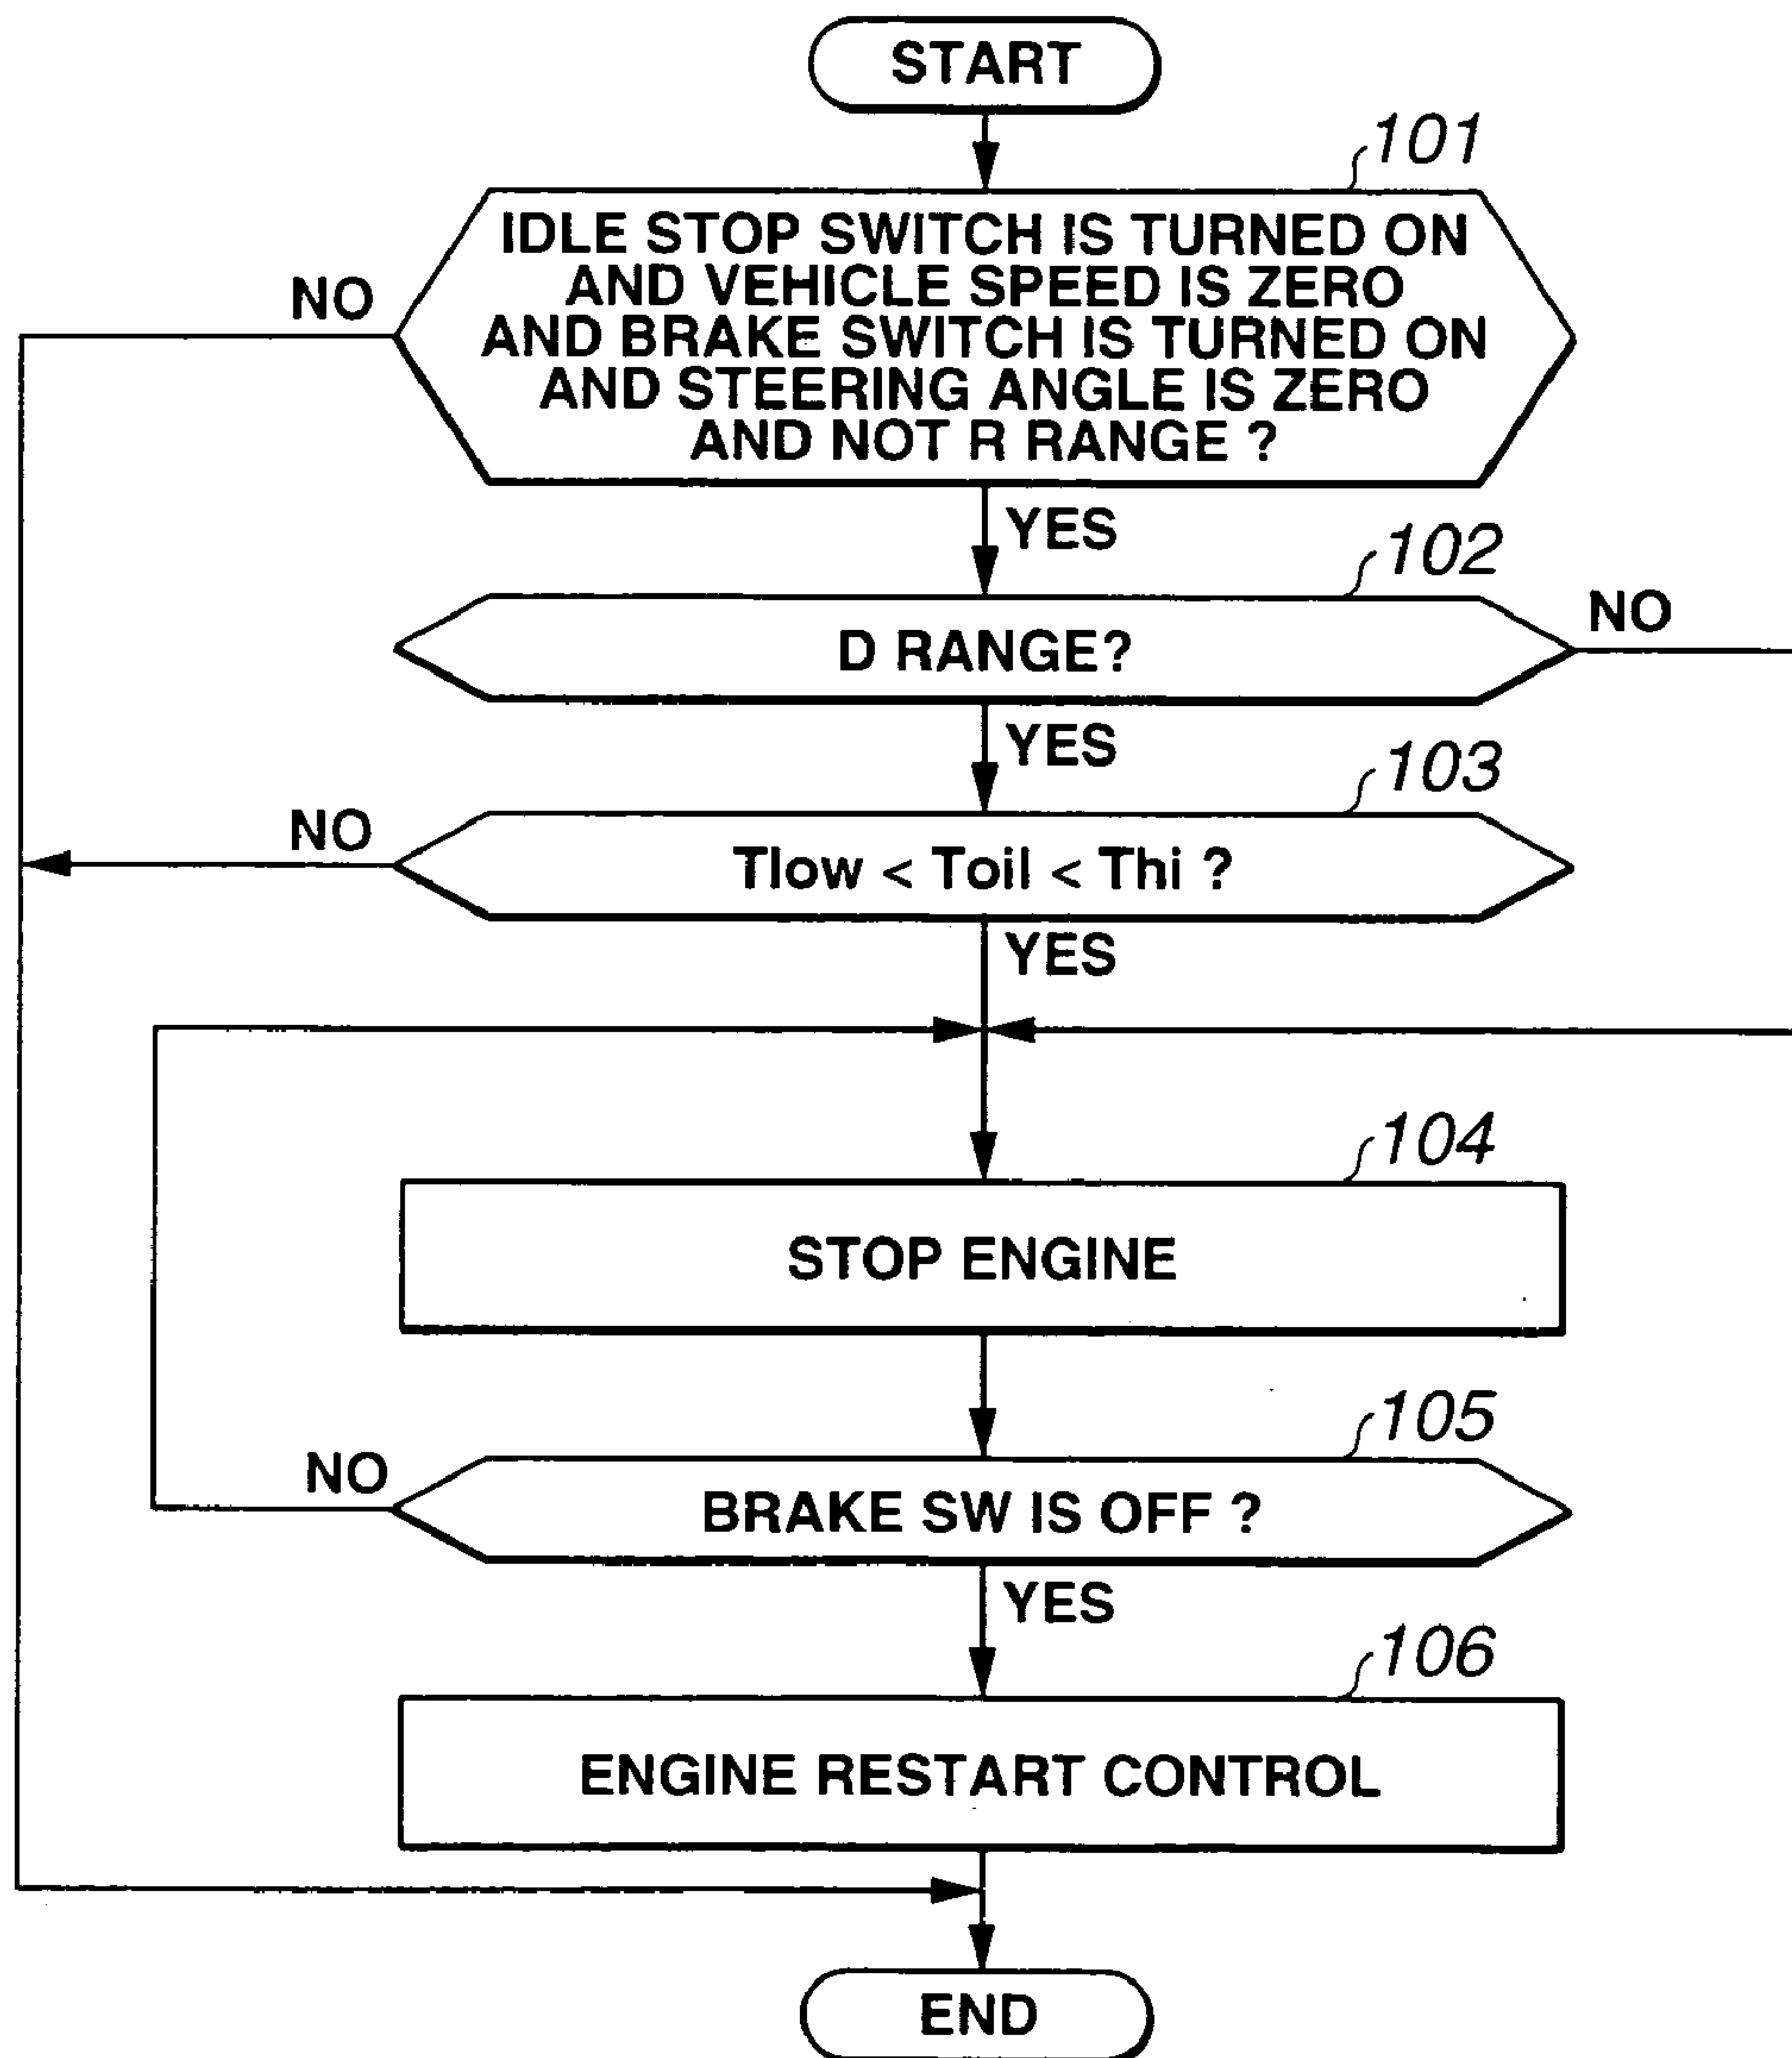 START
101
IDLE STOP SWITCH IS TURNED ON
AND VEHICLE SPEED IS ZERO
AND BRAKE SWITCH IS TURNED ON
AND STEERING ANGLE IS ZERO
AND NOT R RANGE ?
NO
YES
102
D RANGE?
NO
YES
103
Tlow < Toil < Thi ?
NO
YES
104
STOP ENGINE
105
BRAKE SW IS OFF ?
NO
YES
106
ENGINE RESTART CONTROL
END